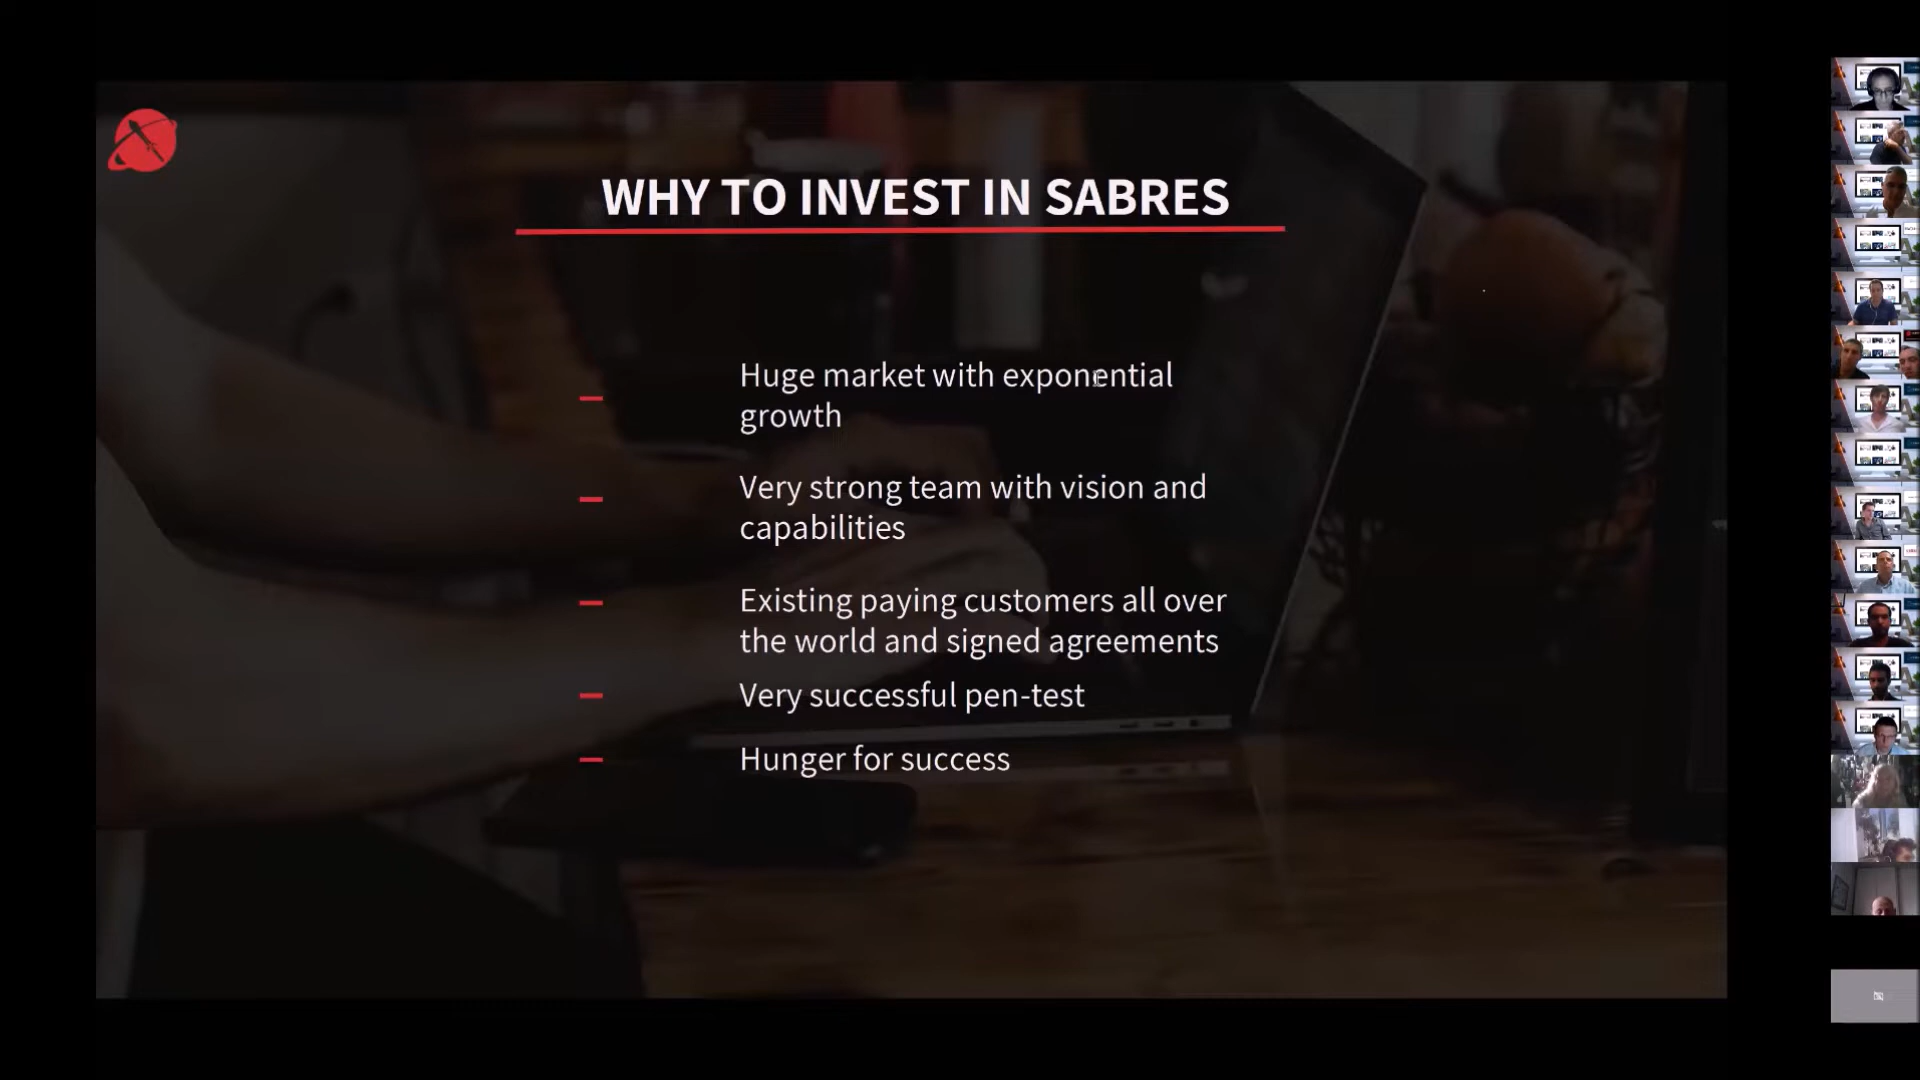 WHY TO INVEST IN SABRES
Huge market with exponential
growth
Very strong team with vision and
capabilities
Existing paying customers all over
the world and signed agreements
Very successful pen-test
Hunger for success